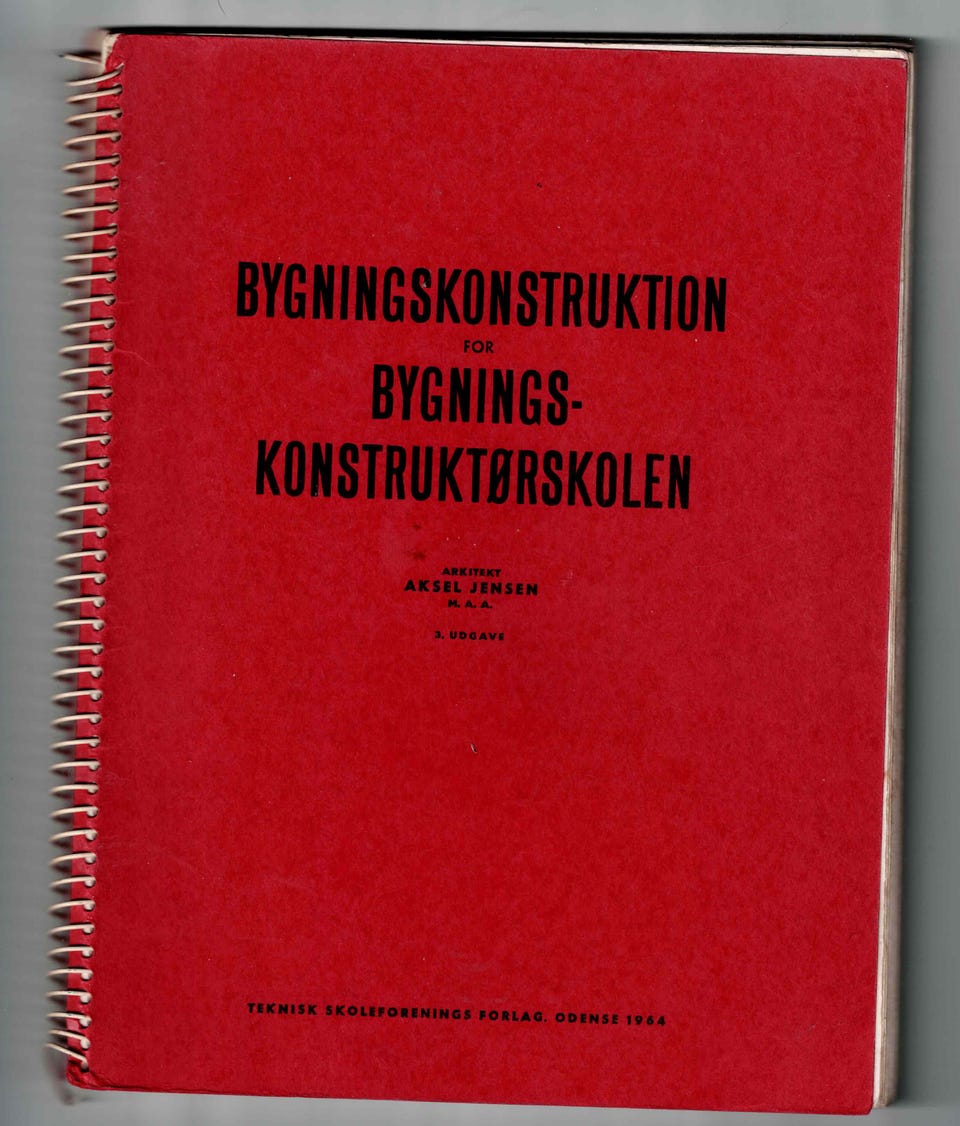 BYGNINGSKONSTRUKTION
FOR
BYGNINGS-
KONSTRUKTØRSKOLEN
ARKITEKT
AKSEL JENSEN
M. A. A.
3. UDGAVE
TEKNISK SKOLEFORENINGS FORLAG. ODENSE 1964